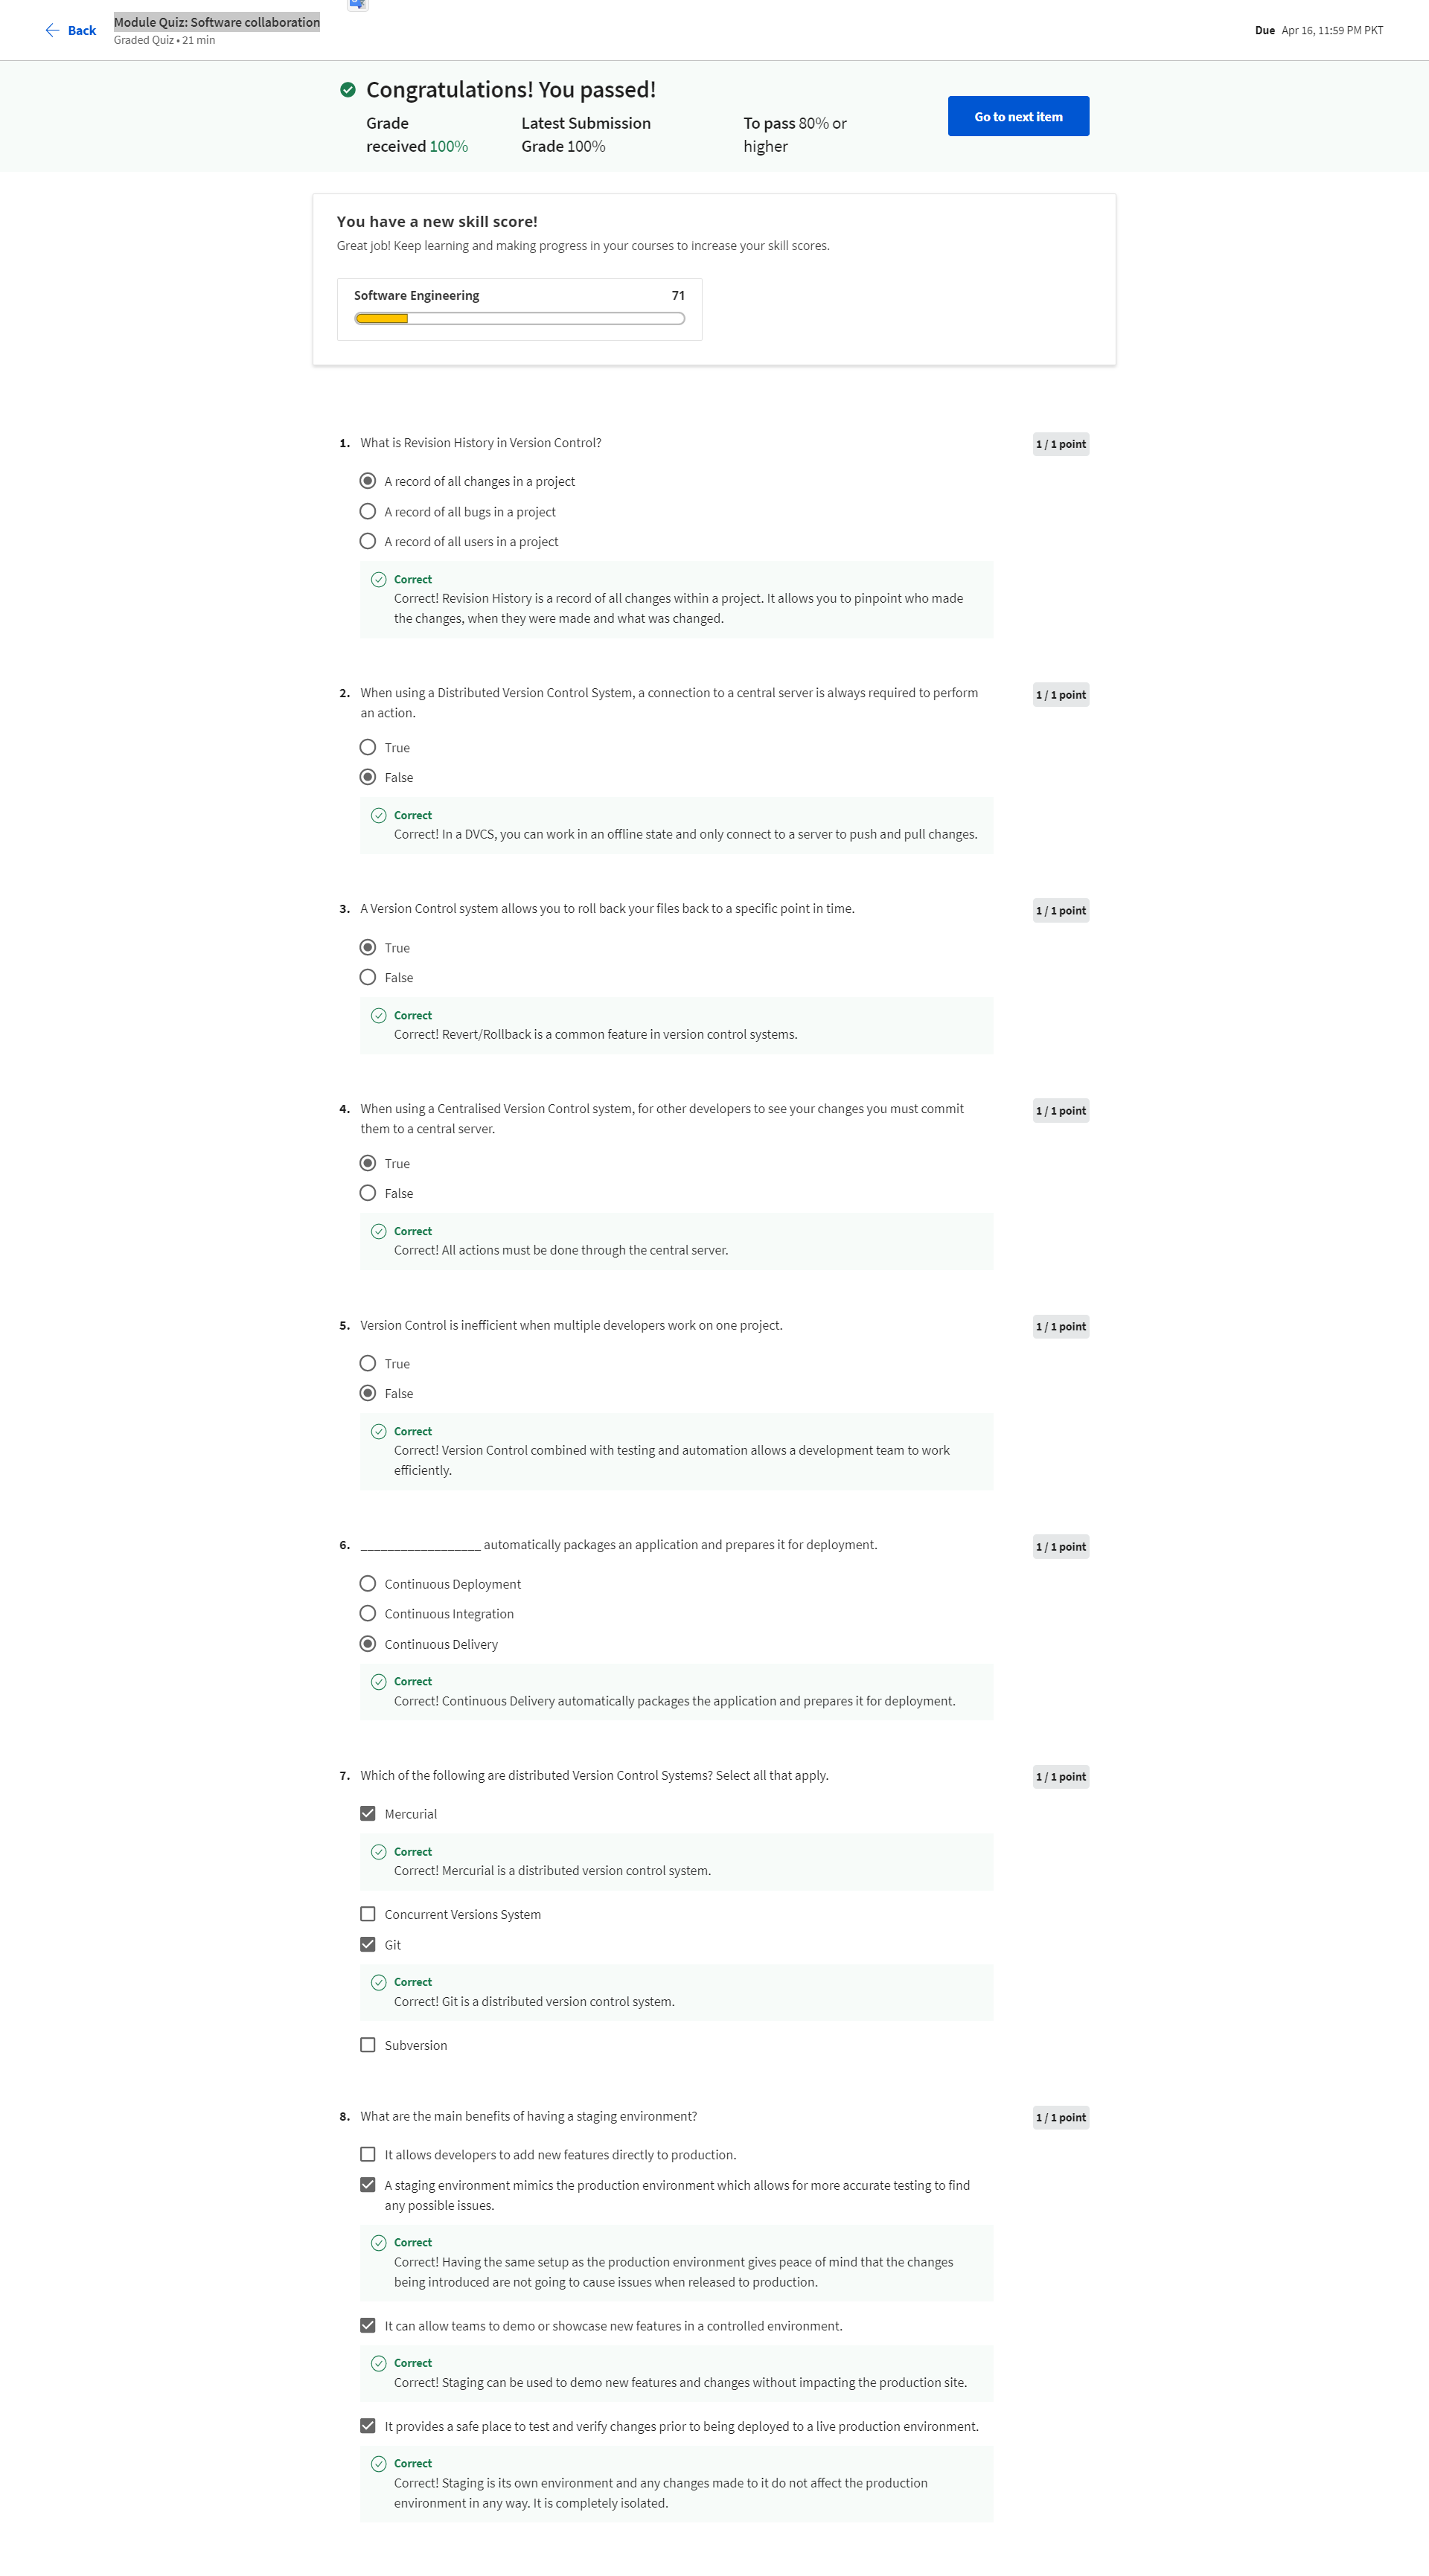 Back
Module Quiz: Software collaboration
Graded Quiz • 21 min
Due Apr 16, 11:59 PM PKT
Congratulations! You passed!
Grade
received 100%
Latest Submission
Grade 100%
To pass 80% or
higher
Go to next item
You have a new skill score!
Great job! Keep learning and making progress in your courses to increase your skill scores.
Software Engineering 71
1. What is Revision History in Version Control? 1 / 1 point
A record of all changes in a project
A record of all bugs in a project
A record of all users in a project
Correct
Correct! Revision History is a record of all changes within a project. It allows you to pinpoint who made
the changes, when they were made and what was changed.
2. When using a Distributed Version Control System, a connection to a central server is always required to perform 1 / 1 point
an action.
True
False
Correct
Correct! In a DVCS, you can work in an offline state and only connect to a server to push and pull changes.
3. A Version Control system allows you to roll back your files back to a specific point in time. 1 / 1 point
True
False
Correct
Correct! Revert/Rollback is a common feature in version control systems.
4. When using a Centralised Version Control system, for other developers to see your changes you must commit 1 / 1 point
them to a central server.
True
False
Correct
Correct! All actions must be done through the central server.
5. Version Control is inefficient when multiple developers work on one project. 1 / 1 point
True
False
Correct
Correct! Version Control combined with testing and automation allows a development team to work
efficiently.
6. __________________ automatically packages an application and prepares it for deployment. 1 / 1 point
Continuous Deployment
Continuous Integration
Continuous Delivery
Correct
Correct! Continuous Delivery automatically packages the application and prepares it for deployment.
7. Which of the following are distributed Version Control Systems? Select all that apply. 1 / 1 point
Mercurial
Correct
Correct! Mercurial is a distributed version control system.
Concurrent Versions System
Git
Correct
Correct! Git is a distributed version control system.
Subversion
8. What are the main benefits of having a staging environment? 1 / 1 point
It allows developers to add new features directly to production.
A staging environment mimics the production environment which allows for more accurate testing to find
any possible issues.
Correct
Correct! Having the same setup as the production environment gives peace of mind that the changes
being introduced are not going to cause issues when released to production.
It can allow teams to demo or showcase new features in a controlled environment.
Correct
Correct! Staging can be used to demo new features and changes without impacting the production site.
It provides a safe place to test and verify changes prior to being deployed to a live production environment.
Correct
Correct! Staging is its own environment and any changes made to it do not affect the production
environment in any way. It is completely isolated.